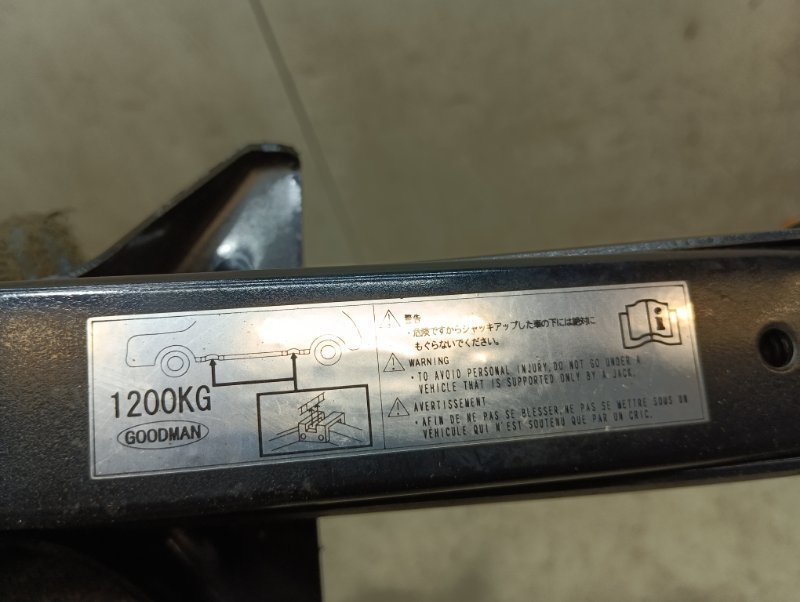 1200KG
GOODMAN
警告
・危険ですからジャッキアップした車の下には絶対に
もぐらないでください。
WARNING
・TO AVOID PERSONAL INJURY, DO NOT GO UNDER A
VEHICLE THAT IS SUPPORTED ONLY BY A JACK.
AVERTISSEMENT
・AFIN DE NE PAS SE BLESSER, NE PAS SE METTRE SOUS UN
VÉHICULE QUI N'EST SOUTENU QUE PAR UN CRIC.